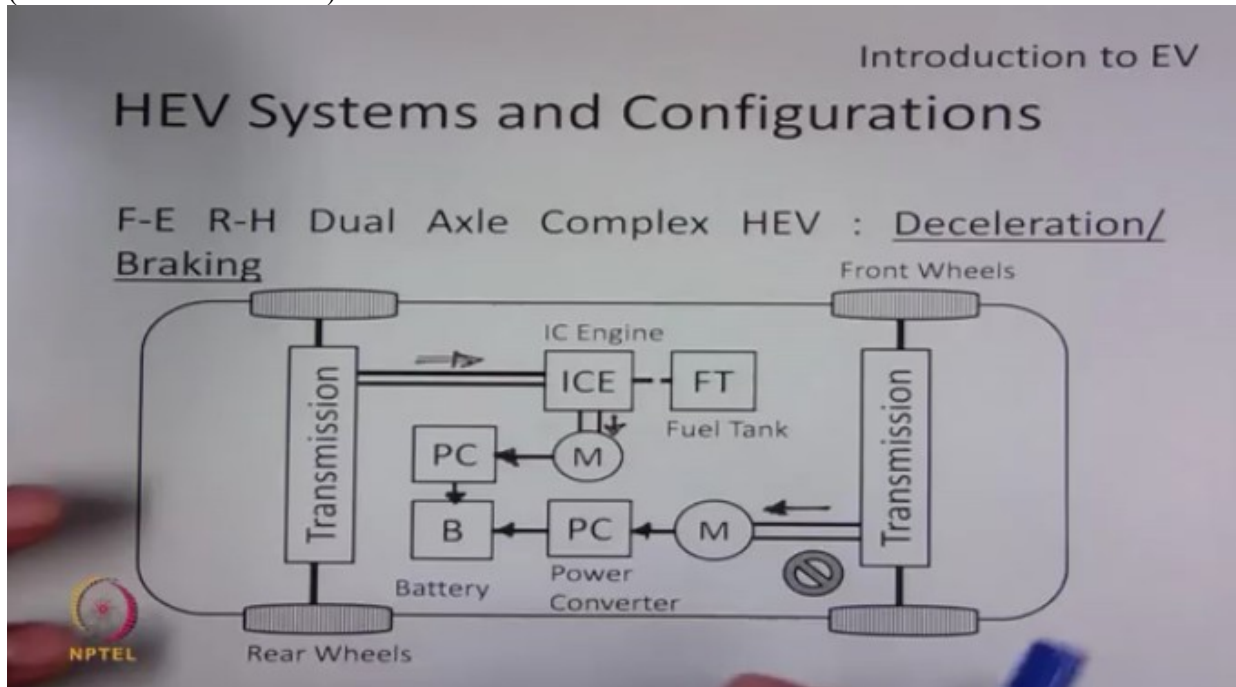 Introduction to EV
HEV Systems and Configurations
F-E R-H Dual Axle Complex HEV : Deceleration/
Braking
Front Wheels
IC Engine
Transmission
ICE
FT
Transmission
Fuel Tank
PC
M
B
PC
M
Battery
Power
Converter
NPTEL
Rear Wheels